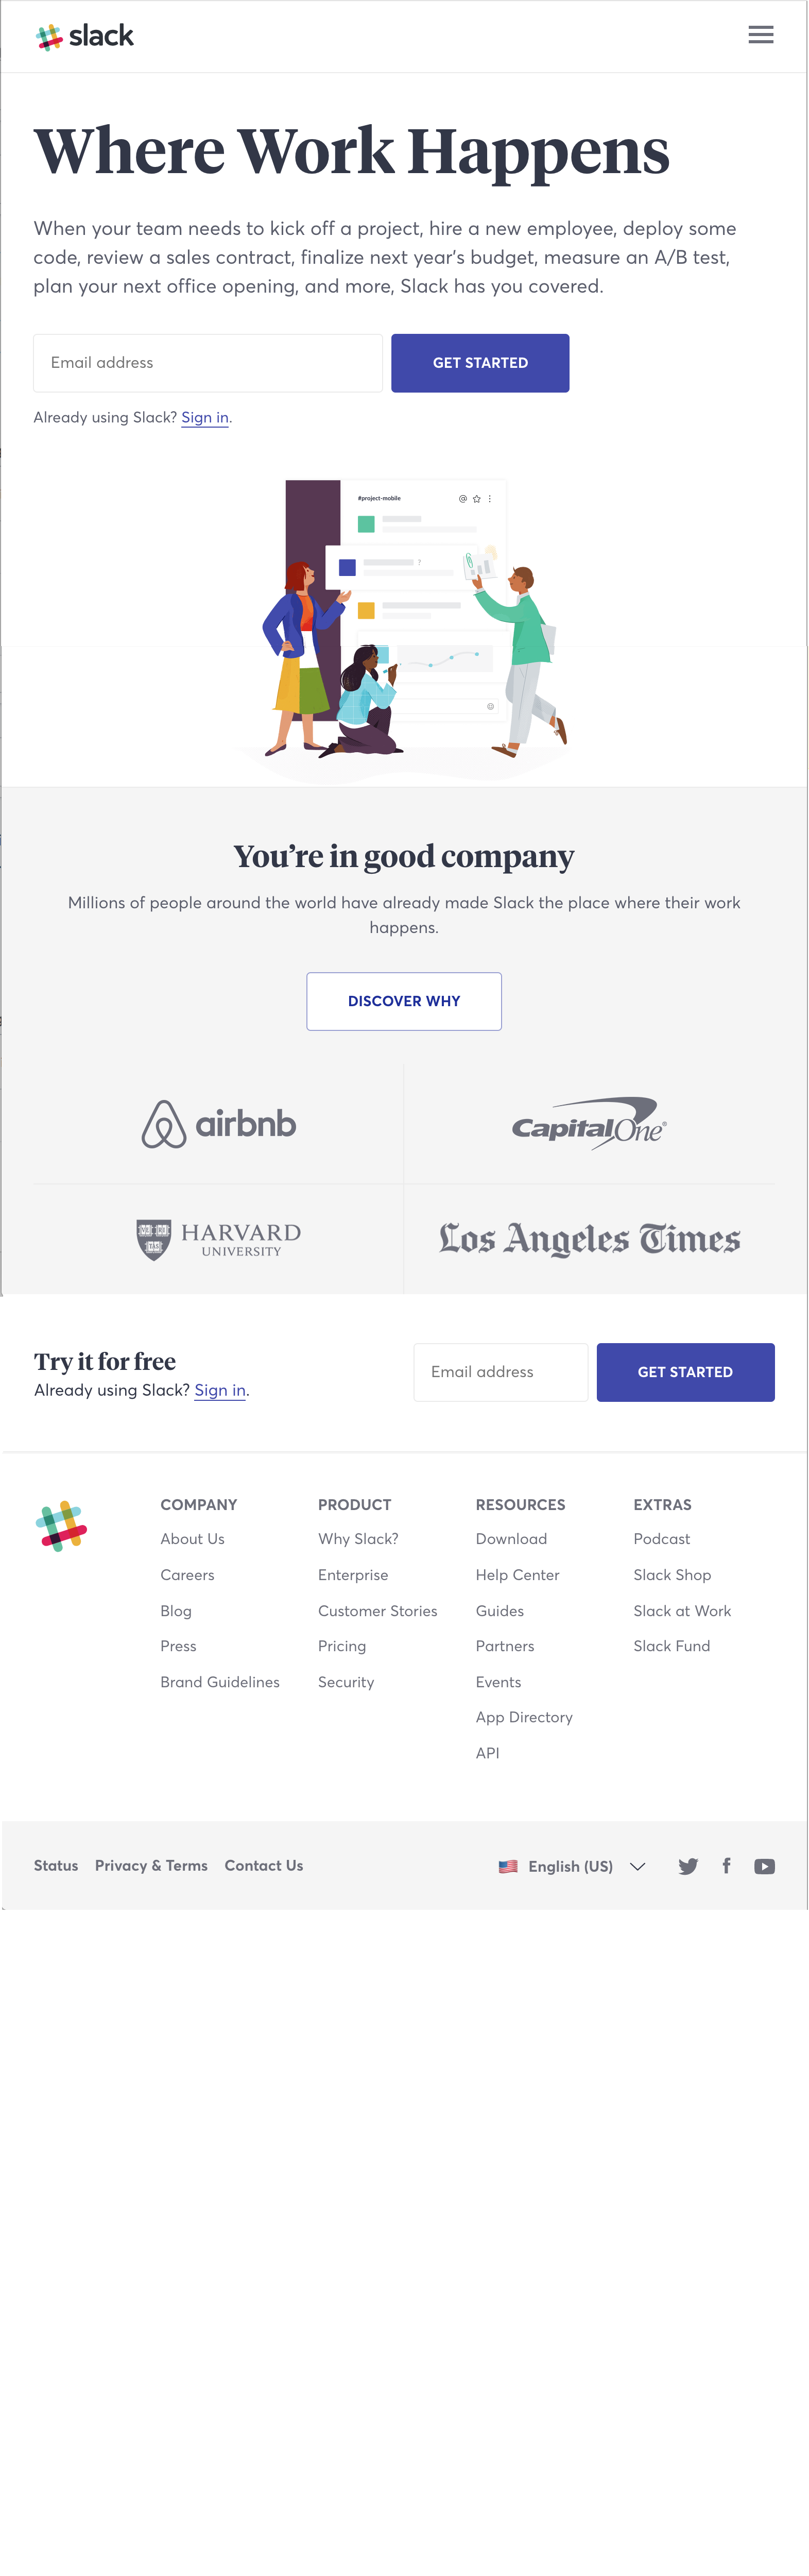 slack
Where Work Happens
When your team needs to kick off a project, hire a new employee, deploy some
code, review a sales contract, finalize next year's budget, measure an A/B test,
plan your next office opening, and more, Slack has you covered.
Email address
GET STARTED
Already using Slack? Sign in.
#project-mobile
?
You're in good company
Millions of people around the world have already made Slack the place where their work
happens.
DISCOVER WHY
airbnb
CapitalOne®
HARVARD
UNIVERSITY
VE RI
TAS
Los Angeles Times
Try it for free
Already using Slack? Sign in.
Email address
GET STARTED
COMPANY
About Us
Careers
Blog
Press
Brand Guidelines
PRODUCT
Why Slack?
Enterprise
Customer Stories
Pricing
Security
RESOURCES
Download
Help Center
Guides
Partners
Events
App Directory
API
EXTRAS
Podcast
Slack Shop
Slack at Work
Slack Fund
Status
Privacy & Terms
Contact Us
English (US)